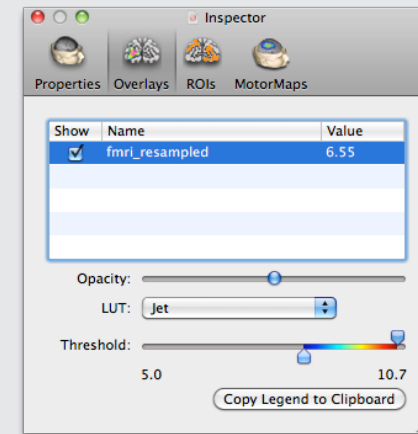 Inspector
Properties Overlays ROIs MotorMaps
Show Name Value
fmri_resampled 6.55
Opacity:
LUT: Jet
Threshold:
5.0 10.7
Copy Legend to Clipboard